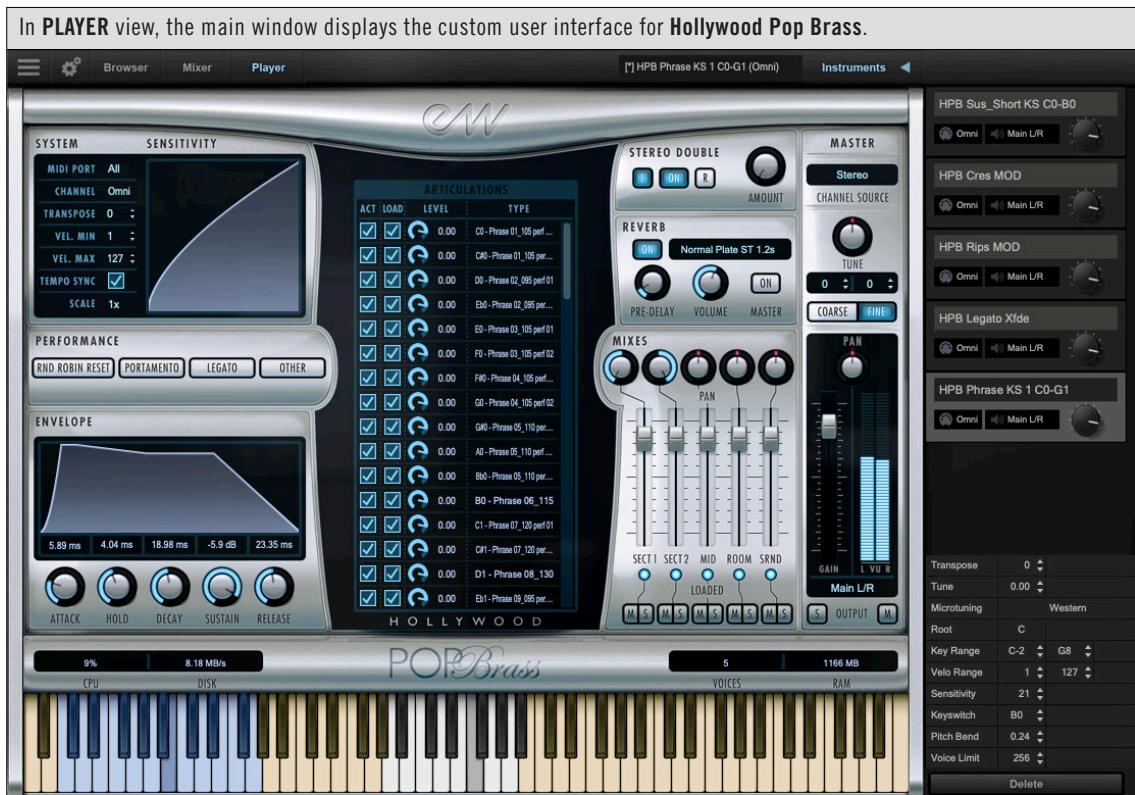 In PLAYER view, the main window displays the custom user interface for Hollywood Pop Brass.
Browser Mixer Player [*] HPB Phrase KS 1 C0-G1 (Omni) Instruments
SYSTEM SENSITIVITY
MIDI PORT All
CHANNEL Omni
TRANSPOSE 0
VEL. MIN 1
VEL. MAX 127
TEMPO SYNC
SCALE 1x
PERFORMANCE
RND ROBIN RESET PORTAMENTO LEGATO OTHER
ENVELOPE
5.89 ms 4.04 ms 18.98 ms -5.9 dB 23.35 ms
ATTACK HOLD DECAY SUSTAIN RELEASE
EW
ARTICULATIONS
ACT LOAD LEVEL TYPE
0.00 C0 - Phrase 01_105 perf ...
0.00 C#0 - Phrase 01_105 per...
0.00 D0 - Phrase 02_095 perf 01
0.00 Eb0 - Phrase 02_095 per...
0.00 E0 - Phrase 03_105 perf 01
0.00 F0 - Phrase 03_105 perf 02
0.00 F#0 - Phrase 04_105 perf...
0.00 G0 - Phrase 04_105 perf 02
0.00 G#0 - Phrase 05_110 per...
0.00 A0 - Phrase 05_110 perf ...
0.00 Bb0 - Phrase 05_110 per...
0.00 B0 - Phrase 06_115
0.00 C1 - Phrase 07_120 perf 01
0.00 C#1 - Phrase 07_120 per...
0.00 D1 - Phrase 08_130
0.00 Eb1 - Phrase 09_095 per...
HOLLYWOOD
POP Brass
STEREO DOUBLE
L ON R
AMOUNT
REVERB
ON Normal Plate ST 1.2s
ON
PRE-DELAY VOLUME MASTER
MIXES
PAN
SECT1 SECT2 MID ROOM SRND
LOADED
M S M S M S M S M S
MASTER
Stereo
CHANNEL SOURCE
TUNE
0 0
COARSE FINE
PAN
GAIN L VU R
Main L/R
S OUTPUT M
9% 8.18 MB/s
CPU DISK
5 1166 MB
VOICES RAM
HPB Sus_Short KS C0-B0
Omni Main L/R
HPB Cres MOD
Omni Main L/R
HPB Rips MOD
Omni Main L/R
HPB Legato Xfde
Omni Main L/R
HPB Phrase KS 1 C0-G1
Omni Main L/R
Transpose 0
Tune 0.00
Microtuning Western
Root C
Key Range C-2 G8
Velo Range 1 127
Sensitivity 21
Keyswitch B0
Pitch Bend 0.24
Voice Limit 256
Delete